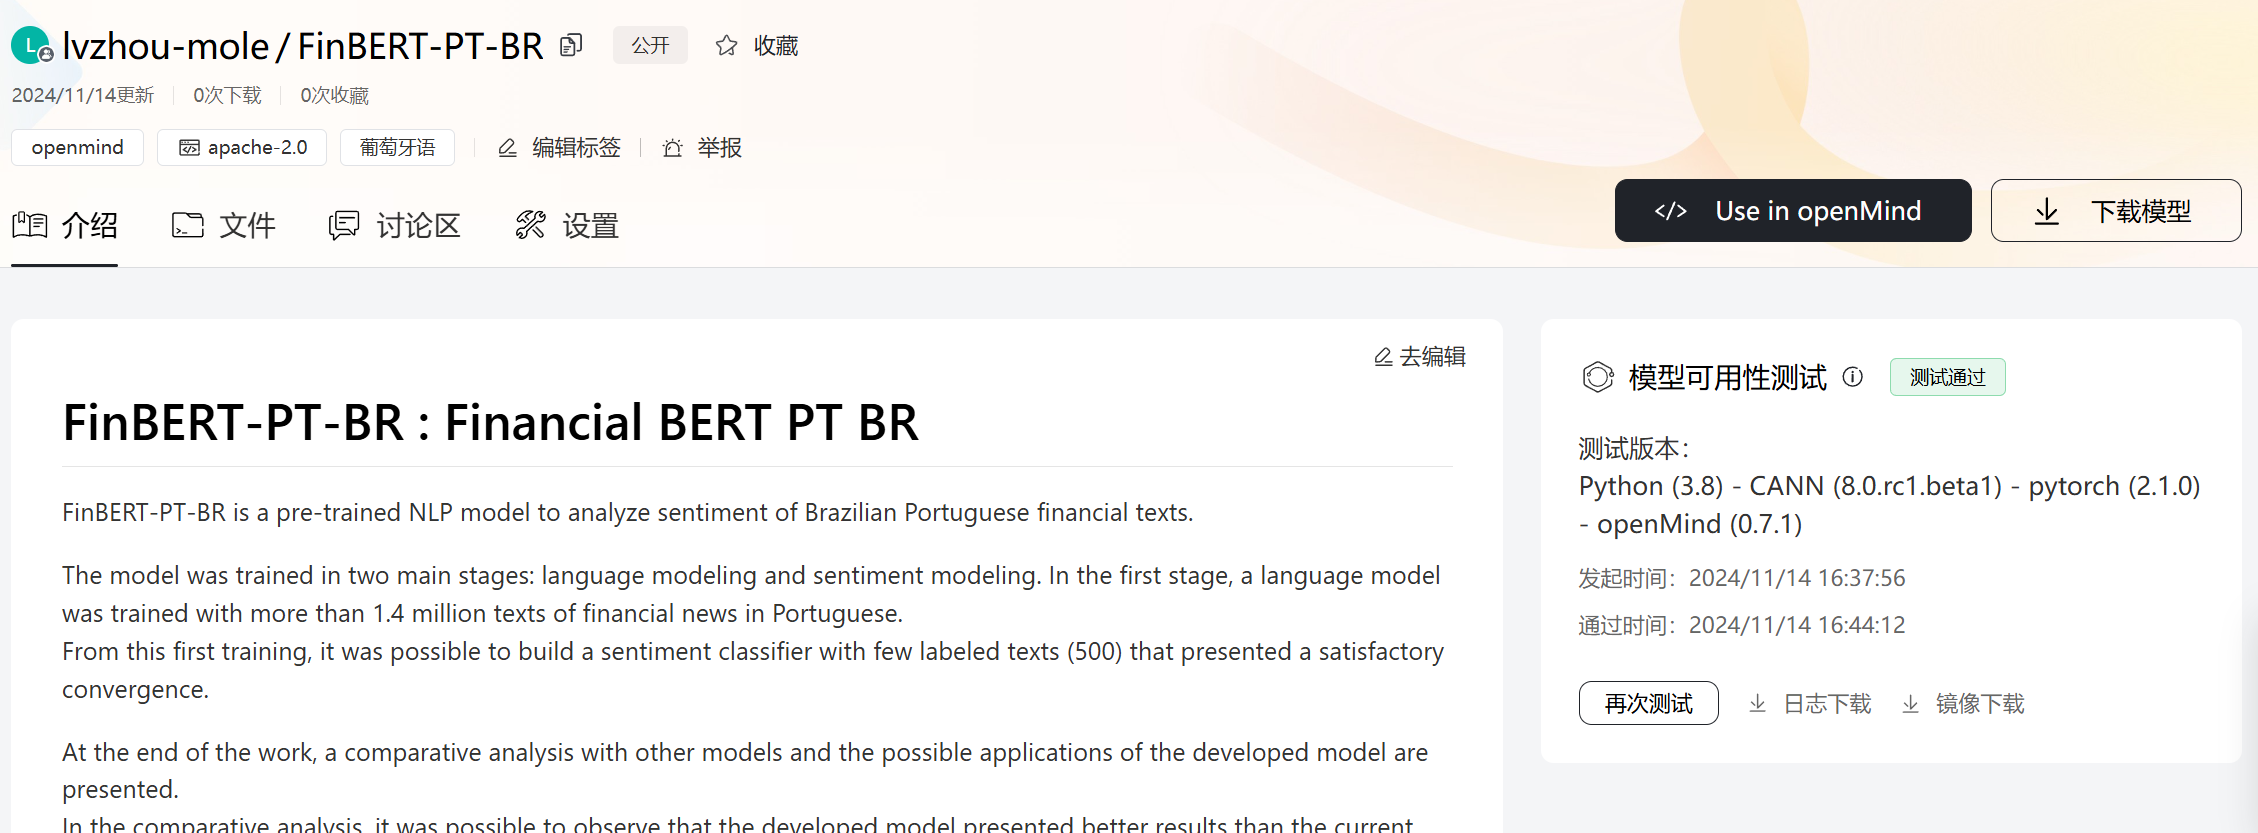 L lvzhou-mole / FinBERT-PT-BR 公开 收藏
2024/11/14更新 0次下载 0次收藏
openmind apache-2.0 葡萄牙语 编辑标签 举报
介绍 文件 讨论区 设置
</> Use in openMind 下载模型
去编辑
FinBERT-PT-BR : Financial BERT PT BR
FinBERT-PT-BR is a pre-trained NLP model to analyze sentiment of Brazilian Portuguese financial texts.
The model was trained in two main stages: language modeling and sentiment modeling. In the first stage, a language model
was trained with more than 1.4 million texts of financial news in Portuguese.
From this first training, it was possible to build a sentiment classifier with few labeled texts (500) that presented a satisfactory
convergence.
At the end of the work, a comparative analysis with other models and the possible applications of the developed model are
presented.
In the comparative analysis, it was possible to observe that the developed model presented better results than the current
模型可用性测试 测试通过
测试版本：
Python (3.8) - CANN (8.0.rc1.beta1) - pytorch (2.1.0)
- openMind (0.7.1)
发起时间：2024/11/14 16:37:56
通过时间：2024/11/14 16:44:12
再次测试 日志下载 镜像下载